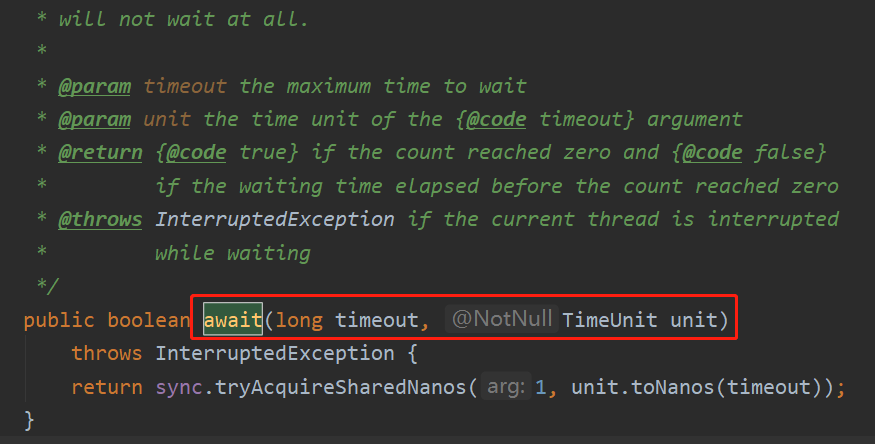 * will not wait at all.
*
* @param timeout the maximum time to wait
* @param unit the time unit of the {@code timeout} argument
* @return {@code true} if the count reached zero and {@code false}
*         if the waiting time elapsed before the count reached zero
* @throws InterruptedException if the current thread is interrupted
*         while waiting
*/
public boolean await(long timeout, @NotNull TimeUnit unit)
    throws InterruptedException {
    return sync.tryAcquireSharedNanos( arg: 1, unit.toNanos(timeout));
}